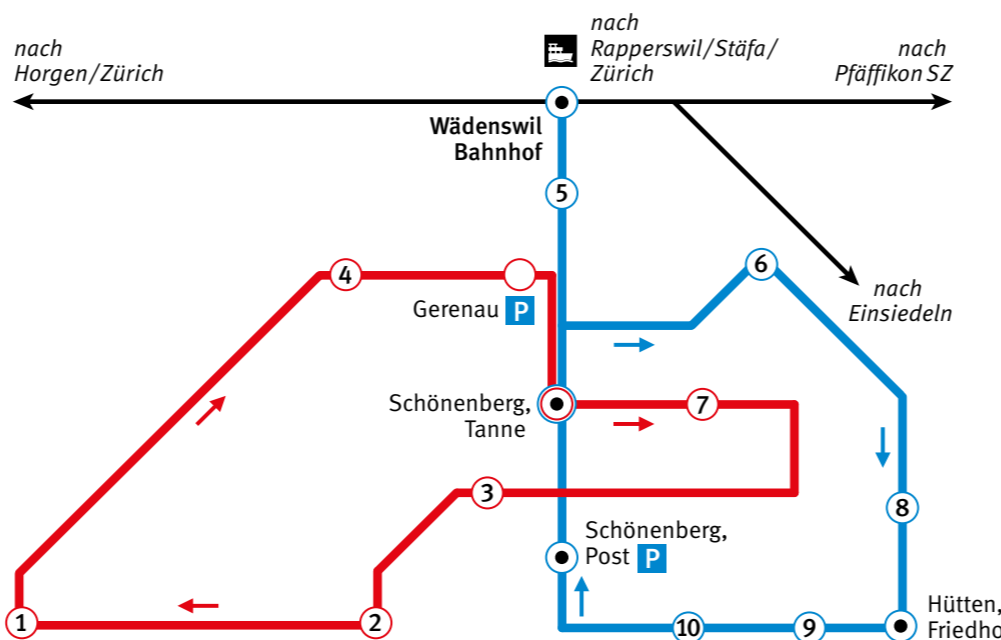 nach
Horgen/Zürich
nach
Rapperswil/Stäfa/
Zürich
nach
Pfäffikon SZ
Wädenswil
Bahnhof
5
6
nach
Einsiedeln
4
Gerenau P
Schönenberg,
Tanne
7
3
8
Schönenberg,
Post P
1
2
10
9
Hütten,
Friedho